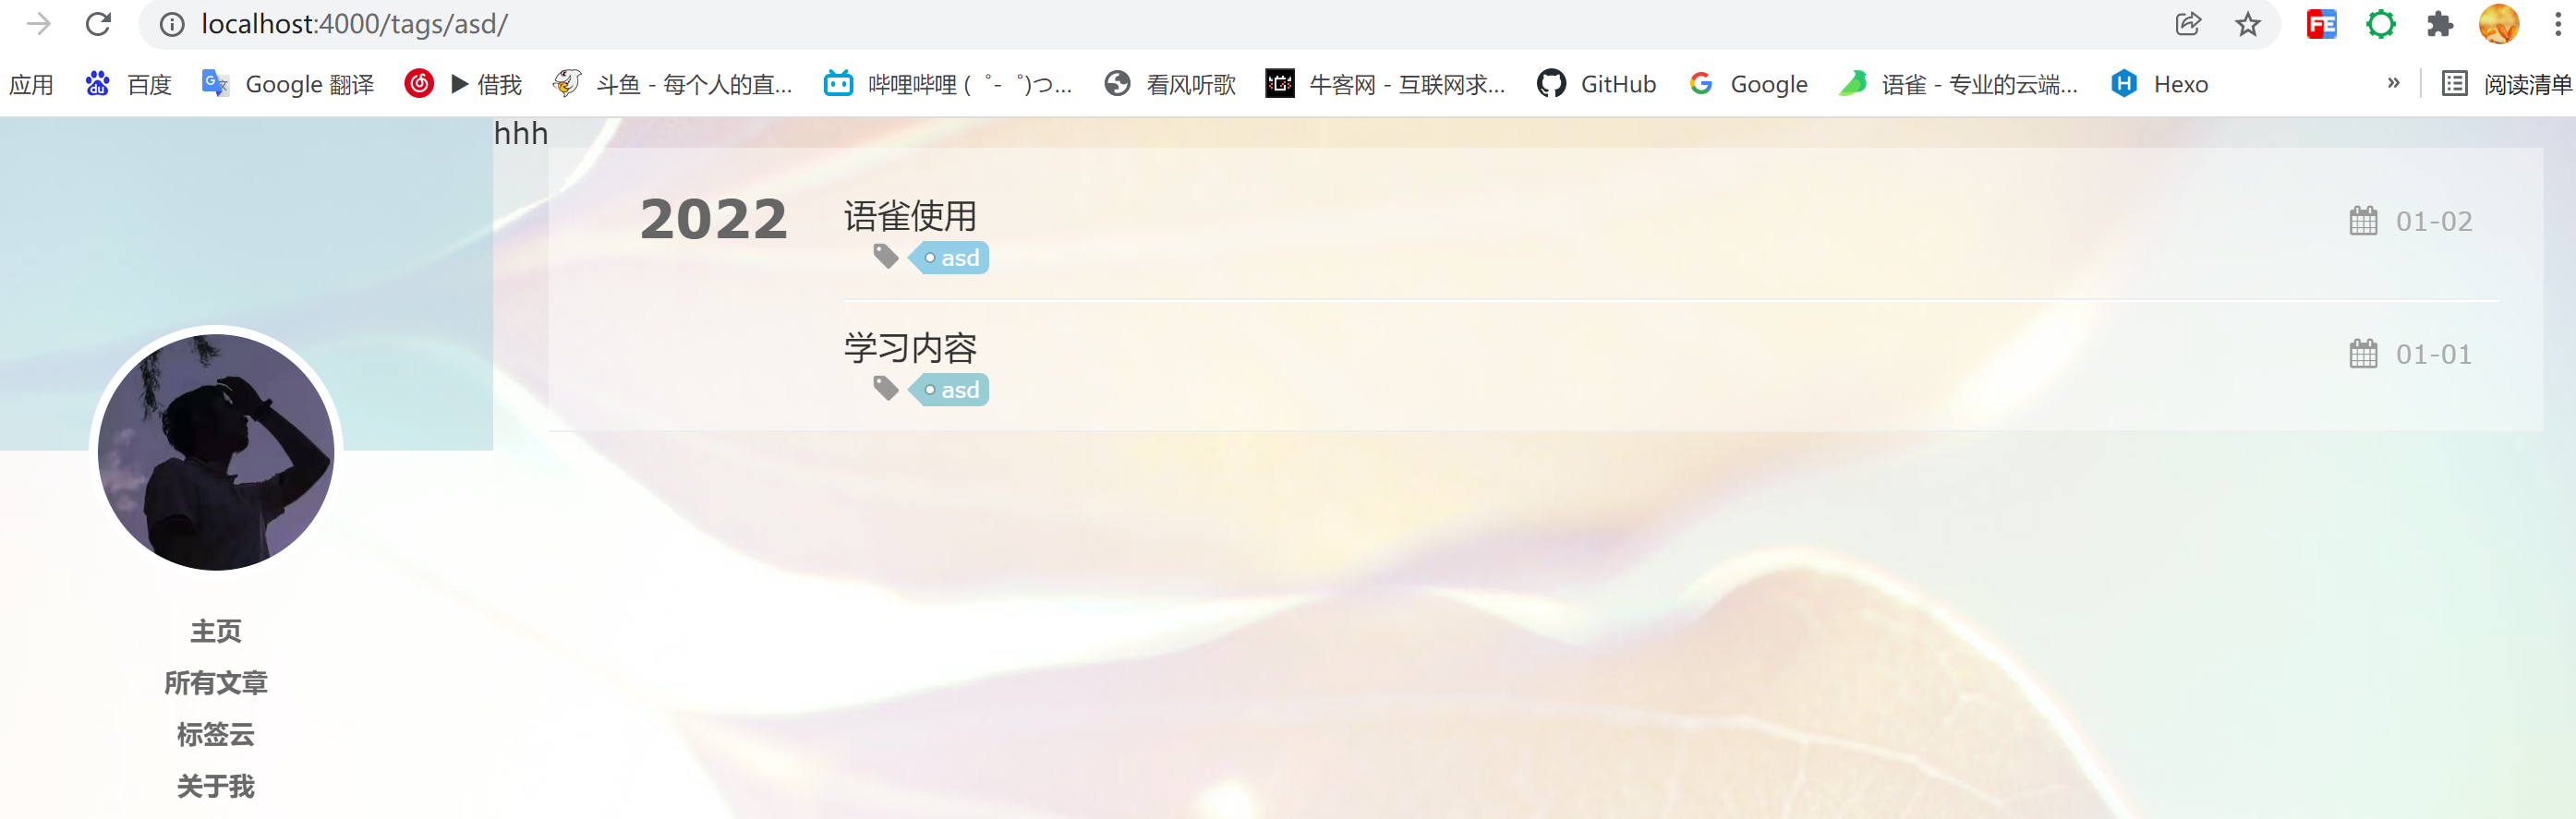 localhost:4000/tags/asd/
应用 百度 Google 翻译 ▶ 借我 斗鱼 - 每个人的直... 哔哩哔哩 ( ゜- ゜)つ... 看风听歌 牛客网 - 互联网求... GitHub Google 语雀 - 专业的云端... Hexo » 阅读清单
hhh
2022 语雀使用 01-02
asd
学习内容 01-01
asd
主页
所有文章
标签云
关于我